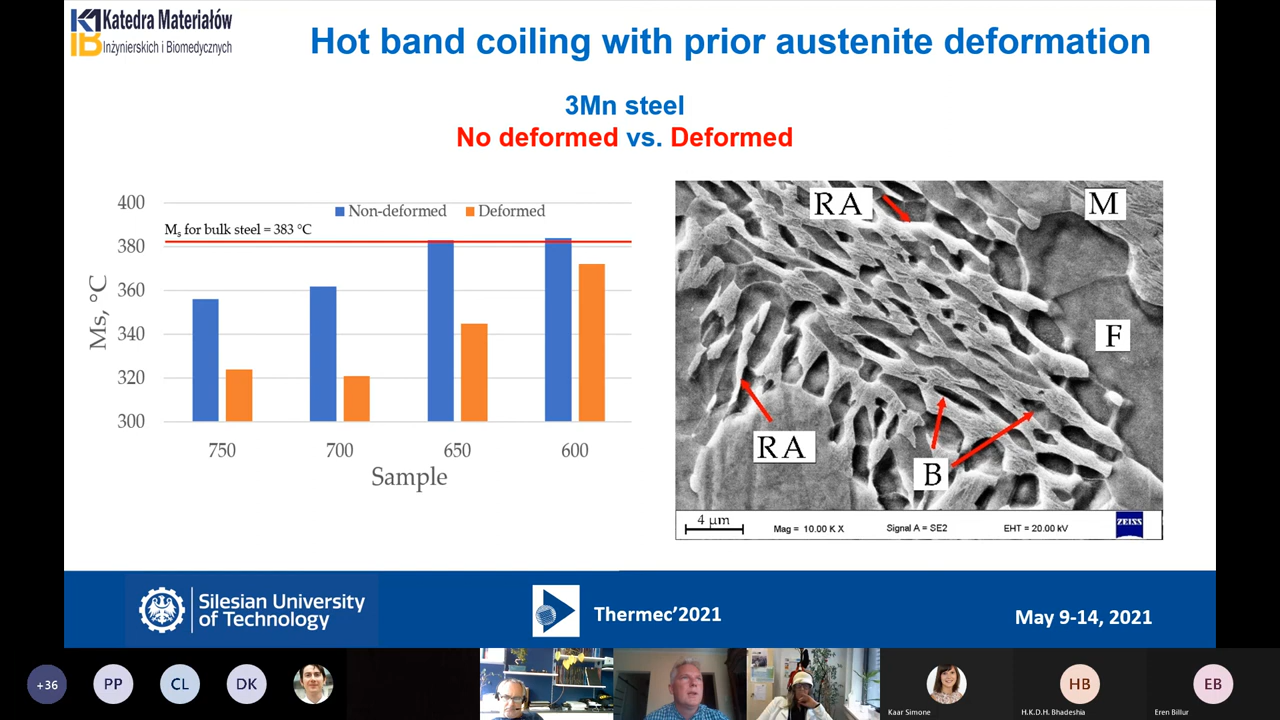 Katedra Materiałów
Inżynierskich i Biomedycznych
Hot band coiling with prior austenite deformation
3Mn steel
No deformed vs. Deformed
400
380
360
340
320
300
Ms, °C
Non-deformed
Deformed
Ms for bulk steel = 383 °C
750
700
650
600
Sample
RA
M
F
RA
B
4 µm
Mag = 10.00 K X
Signal A = SE2
EHT = 20.00 kV
ZEISS
Silesian University
of Technology
Thermec'2021
May 9-14, 2021
+36
PP
CL
DK
Kaar Simone
HB
H.K.D.H. Bhadeshia
EB
Eren Billur